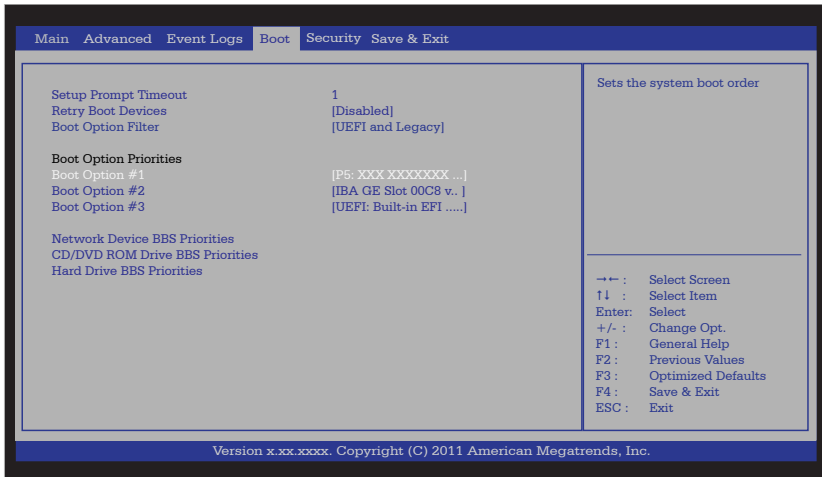 Main Advanced Event Logs Boot Security Save & Exit
Setup Prompt Timeout 1
Retry Boot Devices [Disabled]
Boot Option Filter [UEFI and Legacy]
Boot Option Priorities
Boot Option #1 [P5: XXX XXXXXXX ...]
Boot Option #2 [IBA GE Slot 00C8 v.. ]
Boot Option #3 [UEFI: Built-in EFI .....]
Network Device BBS Priorities
CD/DVD ROM Drive BBS Priorities
Hard Drive BBS Priorities
Sets the system boot order
→← : Select Screen
↑↓ : Select Item
Enter: Select
+/- : Change Opt.
F1 : General Help
F2 : Previous Values
F3 : Optimized Defaults
F4 : Save & Exit
ESC : Exit
Version x.xx.xxxx. Copyright (C) 2011 American Megatrends, Inc.